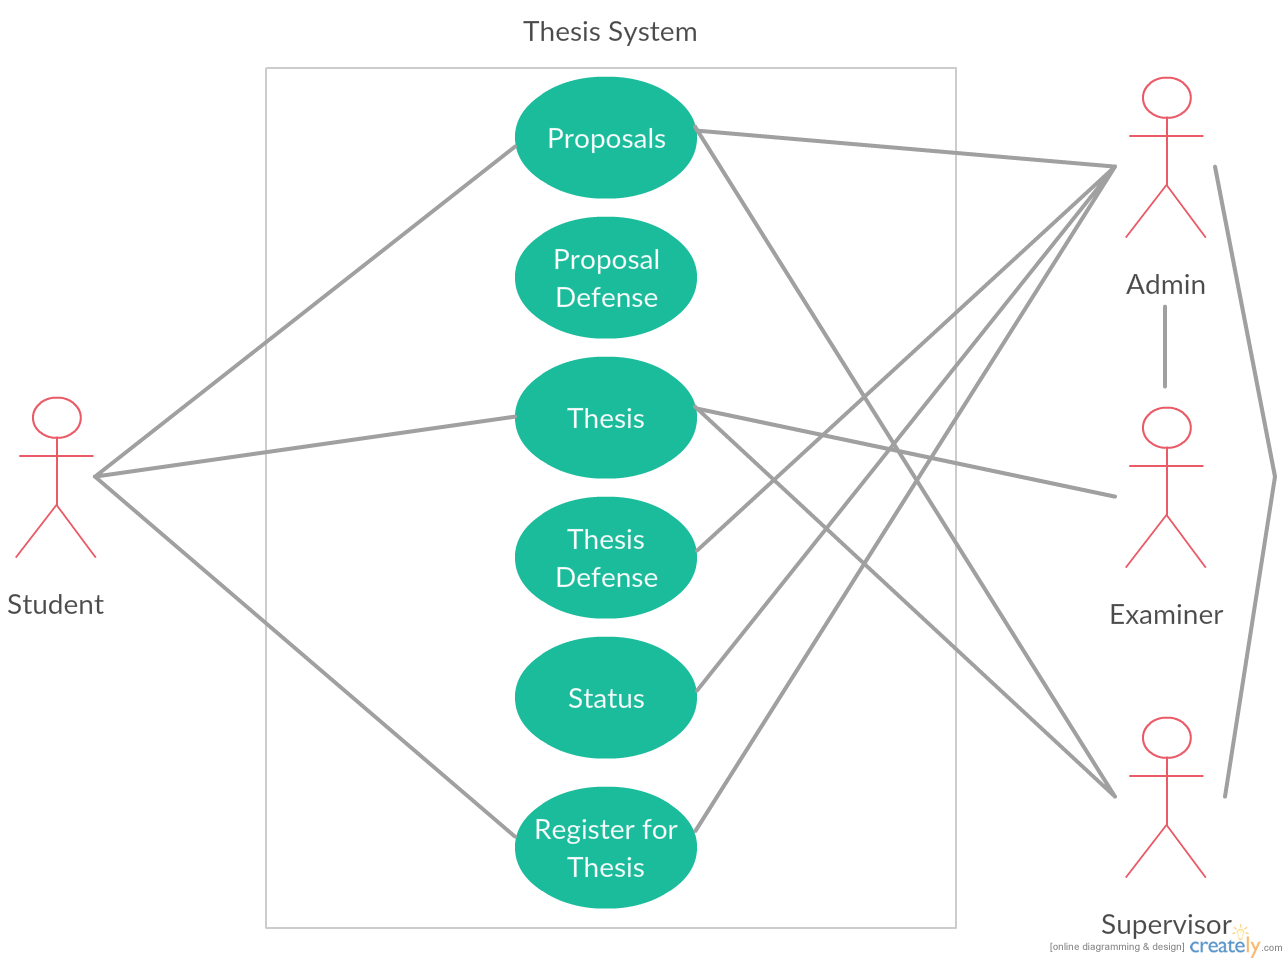 Thesis System
Proposals
Proposal
Defense
Thesis
Thesis
Defense
Status
Register for
Thesis
Student
Admin
Examiner
Supervisor
[online diagramming & design] creately.com